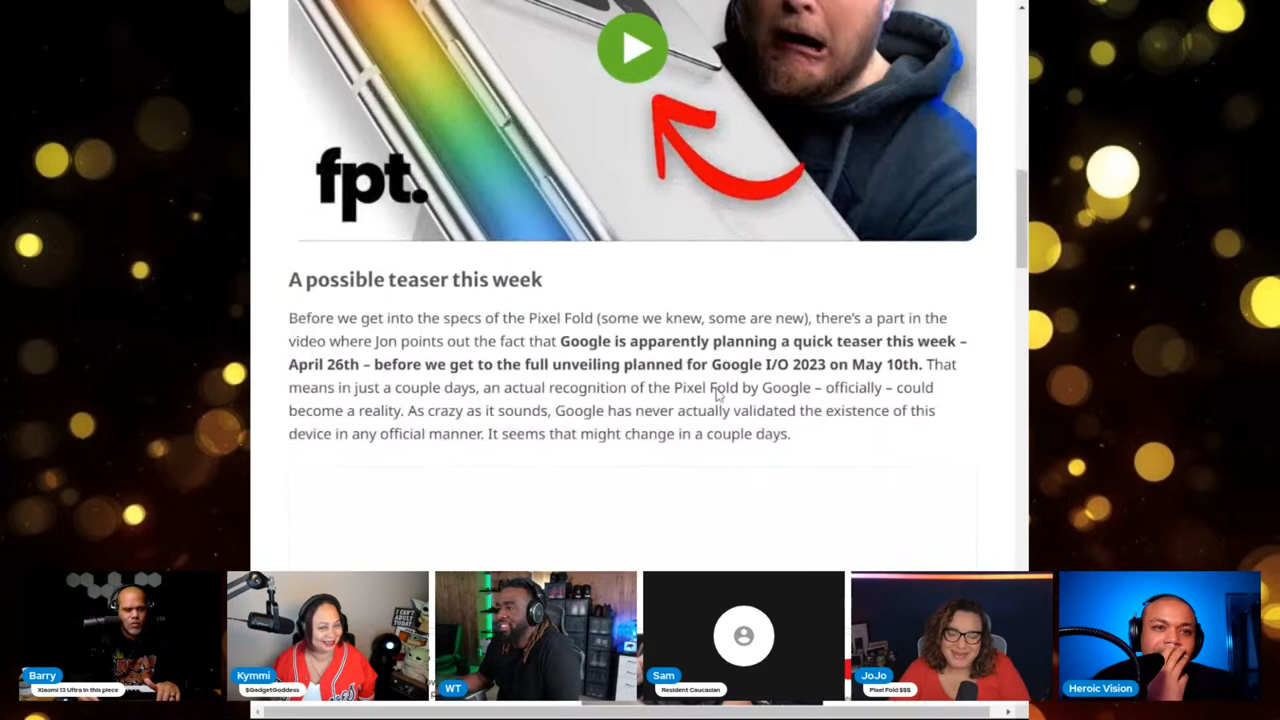 fpt.
A possible teaser this week
Before we get into the specs of the Pixel Fold (some we knew, some are new), there's a part in the
video where Jon points out the fact that Google is apparently planning a quick teaser this week –
April 26th – before we get to the full unveiling planned for Google I/O 2023 on May 10th. That
means in just a couple days, an actual recognition of the Pixel Fold by Google – officially – could
become a reality. As crazy as it sounds, Google has never actually validated the existence of this
device in any official manner. It seems that might change in a couple days.
I CAN'T
ADULT
TODAY
Barry
Xiaomi 13 Ultra in this piece
Kymmi
$GadgetGoddess
WT
Sam
Resident Caucasian
JoJo
Pixel Fold $$$
Heroic Vision